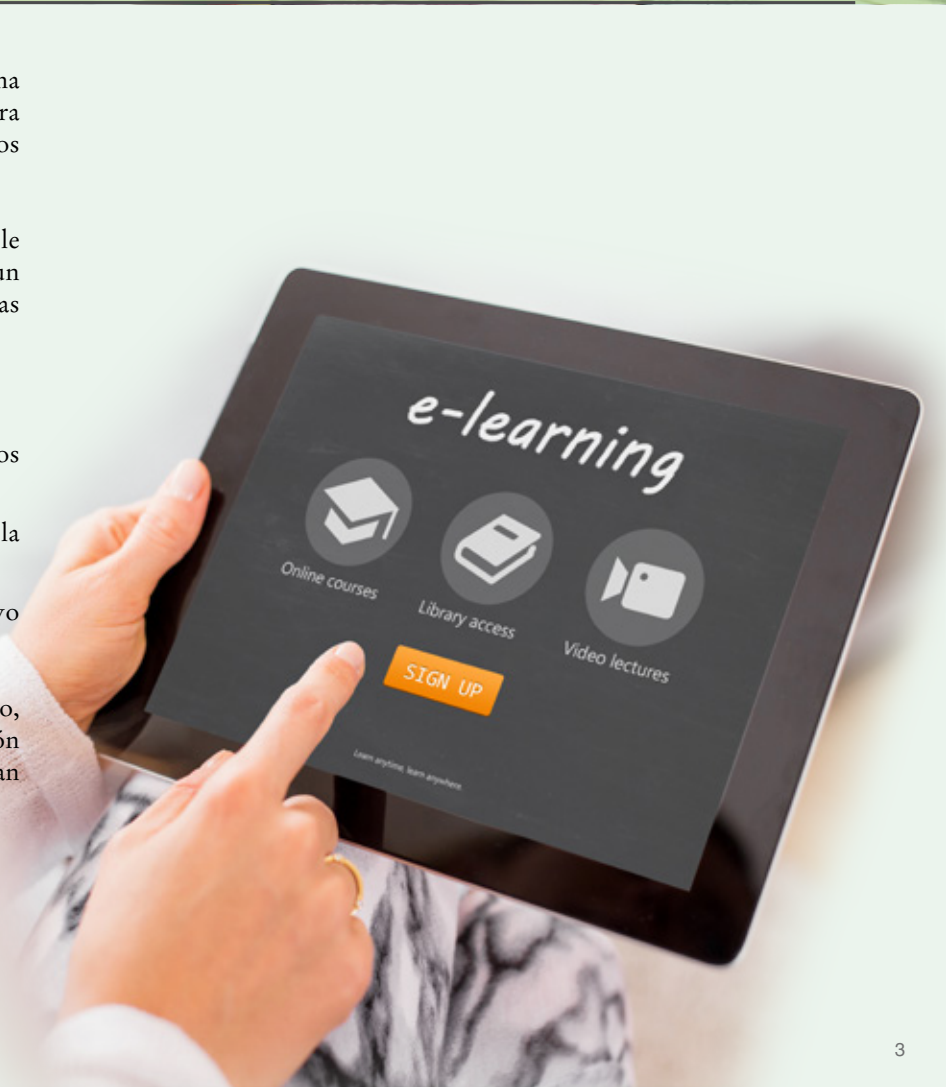 na
ra
os
le
un
as
os
la
vo
o,
ón
an
e-learning
Online courses
Library access
Video lectures
SIGN UP
Learn anytime, learn anywhere.
3